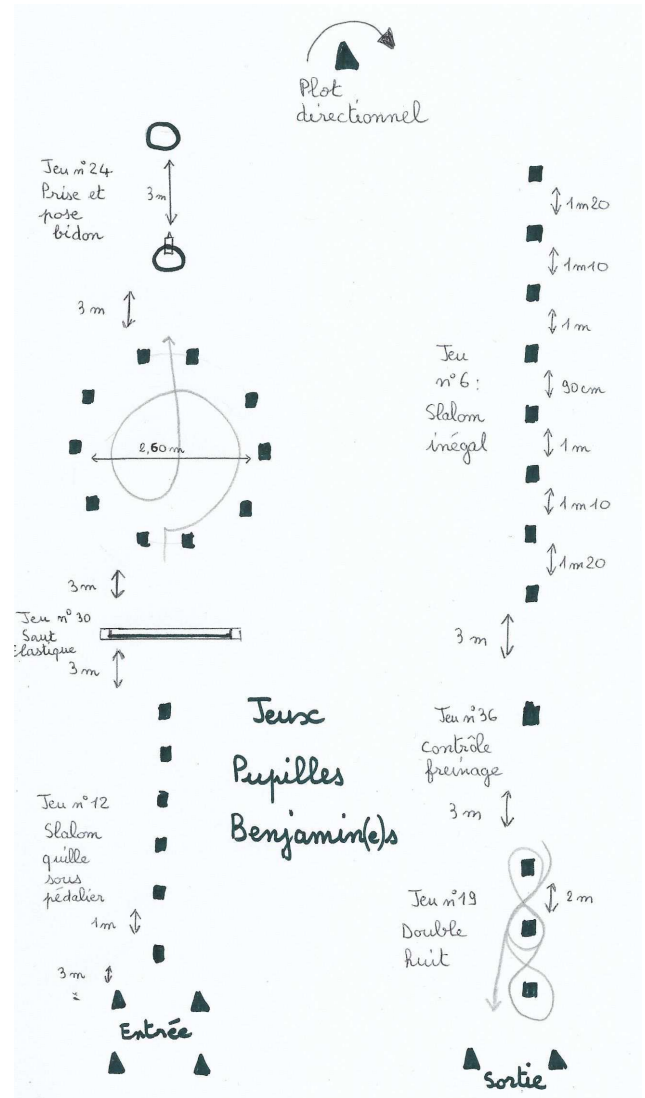 Plot
directionnel
Jeu n°24
Prise et
pose
bidon
3m
3 m
2,60 m
3 m
Jeu n°30
Saut
élastique
3 m
Jeux
Pupilles
Benjamin(e)s
Jeu n°12
Slalom
quille
sous
pédalier
1m
3 m
Entrée
1m20
1m10
1m
Jeu
n°6:
Slalom
inégal
90cm
1m
1m10
1m20
3 m
Jeu n°36
contrôle
freinage
3m
Jeu n°19
Double
huit
2 m
Sortie